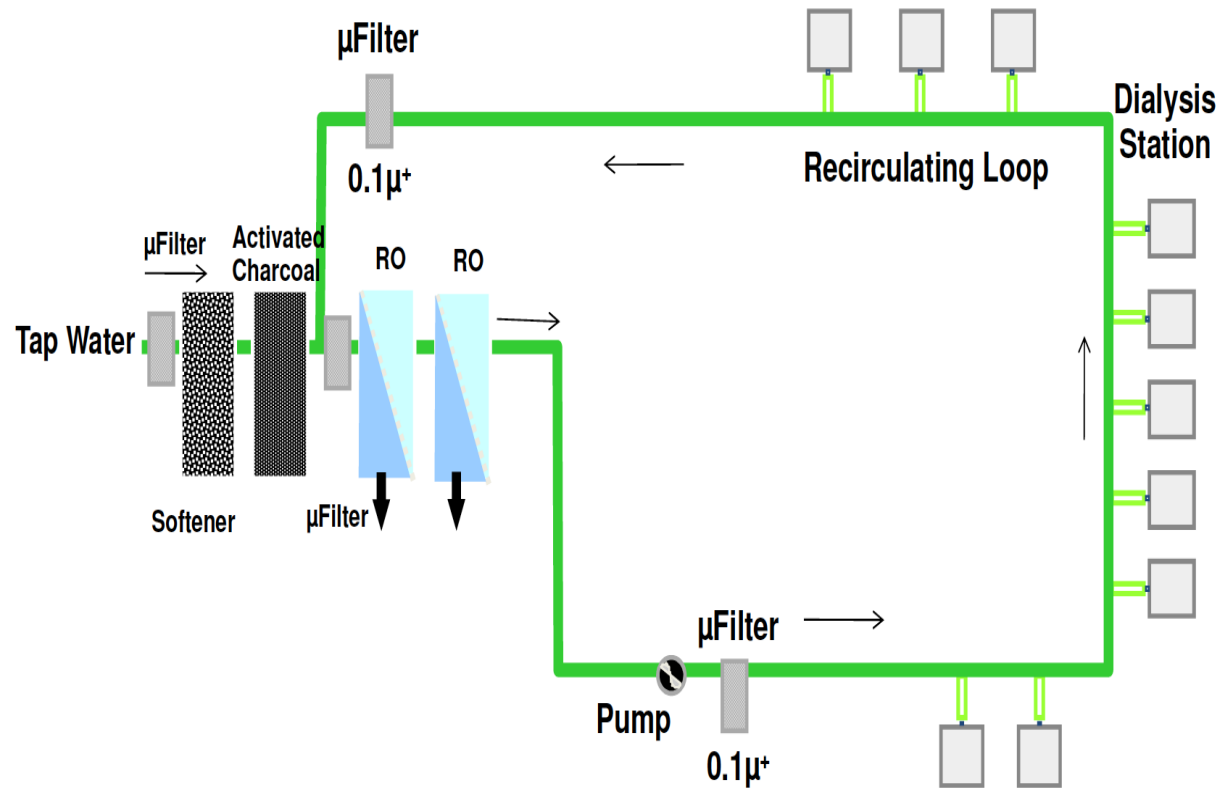 µFilter
0.1µ+
Dialysis
Station
Recirculating Loop
µFilter
Activated
Charcoal
RO
RO
Tap Water
Softener
µFilter
µFilter
Pump
0.1µ+